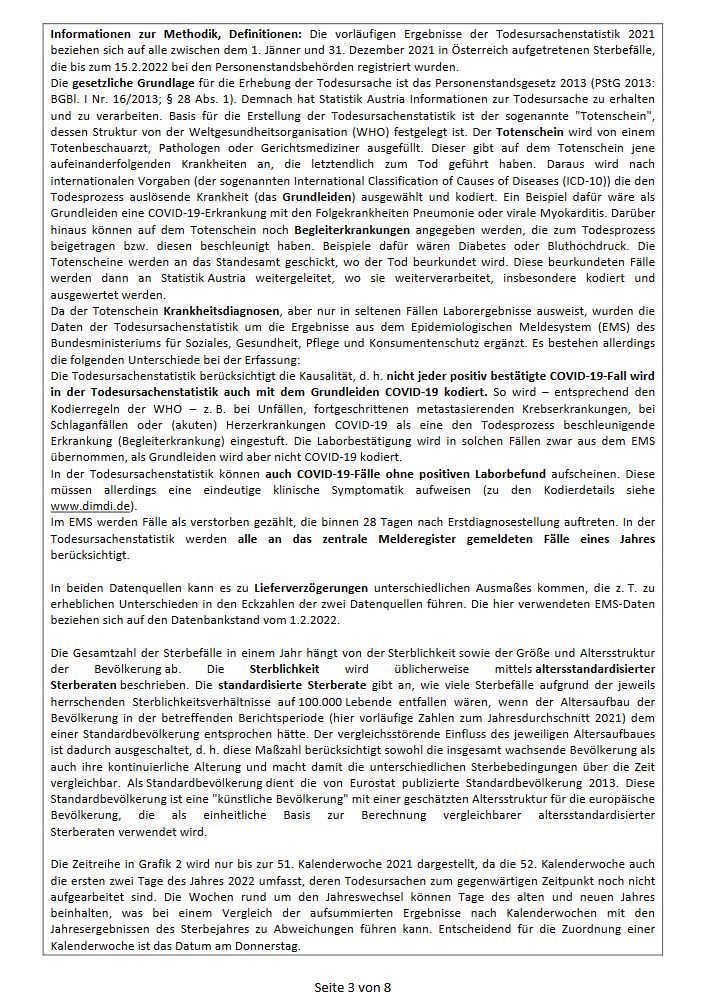 Informationen zur Methodik, Definitionen: Die vorläufigen Ergebnisse der Todesursachenstatistik 2021
beziehen sich auf alle zwischen dem 1. Jänner und 31. Dezember 2021 in Österreich aufgetretenen Sterbefälle,
die bis zum 15.2.2022 bei den Personenstandsbehörden registriert wurden.
Die gesetzliche Grundlage für die Erhebung der Todesursache ist das Personenstandsgesetz 2013 (PStG 2013:
BGBl. I Nr. 16/2013; § 28 Abs. 1). Demnach hat Statistik Austria Informationen zur Todesursache zu erhalten
und zu verarbeiten. Basis für die Erstellung der Todesursachenstatistik ist der sogenannte "Totenschein",
dessen Struktur von der Weltgesundheitsorganisation (WHO) festgelegt ist. Der Totenschein wird von einem
Totenbeschauarzt, Pathologen oder Gerichtsmediziner ausgefüllt. Dieser gibt auf dem Totenschein jene
aufeinanderfolgenden Krankheiten an, die letztendlich zum Tod geführt haben. Daraus wird nach
internationalen Vorgaben (der sogenannten International Classification of Causes of Diseases (ICD-10)) die den
Todesprozess auslösende Krankheit (das Grundleiden) ausgewählt und kodiert. Ein Beispiel dafür wäre als
Grundleiden eine COVID-19-Erkrankung mit den Folgekrankheiten Pneumonie oder virale Myokarditis. Darüber
hinaus können auf dem Totenschein noch Begleiterkrankungen angegeben werden, die zum Todesprozess
beigetragen bzw. diesen beschleunigt haben. Beispiele dafür wären Diabetes oder Bluthochdruck. Die
Totenscheine werden an das Standesamt geschickt, wo der Tod beurkundet wird. Diese beurkundeten Fälle
werden dann an Statistik Austria weitergeleitet, wo sie weiterverarbeitet, insbesondere kodiert und
ausgewertet werden.
Da der Totenschein Krankheitsdiagnosen, aber nur in seltenen Fällen Laborergebnisse ausweist, wurden die
Daten der Todesursachenstatistik um die Ergebnisse aus dem Epidemiologischen Meldesystem (EMS) des
Bundesministeriums für Soziales, Gesundheit, Pflege und Konsumentenschutz ergänzt. Es bestehen allerdings
die folgenden Unterschiede bei der Erfassung:
Die Todesursachenstatistik berücksichtigt die Kausalität, d. h. nicht jeder positiv bestätigte COVID-19-Fall wird
in der Todesursachenstatistik auch mit dem Grundleiden COVID-19 kodiert. So wird – entsprechend den
Kodierregeln der WHO – z. B. bei Unfällen, fortgeschrittenen metastasierenden Krebserkrankungen, bei
Schlaganfällen oder (akuten) Herzerkrankungen COVID-19 als eine den Todesprozess beschleunigende
Erkrankung (Begleiterkrankung) eingestuft. Die Laborbestätigung wird in solchen Fällen zwar aus dem EMS
übernommen, als Grundleiden wird aber nicht COVID-19 kodiert.
In der Todesursachenstatistik können auch COVID-19-Fälle ohne positiven Laborbefund aufscheinen. Diese
müssen allerdings eine eindeutige klinische Symptomatik aufweisen (zu den Kodierdetails siehe
www.dimdi.de).
Im EMS werden Fälle als verstorben gezählt, die binnen 28 Tagen nach Erstdiagnosestellung auftreten. In der
Todesursachenstatistik werden alle an das zentrale Melderegister gemeldeten Fälle eines Jahres
berücksichtigt.
In beiden Datenquellen kann es zu Lieferverzögerungen unterschiedlichen Ausmaßes kommen, die z. T. zu
erheblichen Unterschieden in den Eckzahlen der zwei Datenquellen führen. Die hier verwendeten EMS-Daten
beziehen sich auf den Datenbankstand vom 1.2.2022.
Die Gesamtzahl der Sterbefälle in einem Jahr hängt von der Sterblichkeit sowie der Größe und Altersstruktur
der Bevölkerung ab. Die Sterblichkeit wird üblicherweise mittels altersstandardisierter
Sterberaten beschrieben. Die standardisierte Sterberate gibt an, wie viele Sterbefälle aufgrund der jeweils
herrschenden Sterblichkeitsverhältnisse auf 100.000 Lebende entfallen wären, wenn der Altersaufbau der
Bevölkerung in der betreffenden Berichtsperiode (hier vorläufige Zahlen zum Jahresdurchschnitt 2021) dem
einer Standardbevölkerung entsprochen hätte. Der vergleichsstörende Einfluss des jeweiligen Altersaufbaues
ist dadurch ausgeschaltet, d. h. diese Maßzahl berücksichtigt sowohl die insgesamt wachsende Bevölkerung als
auch ihre kontinuierliche Alterung und macht damit die unterschiedlichen Sterbebedingungen über die Zeit
vergleichbar. Als Standardbevölkerung dient die von Eurostat publizierte Standardbevölkerung 2013. Diese
Standardbevölkerung ist eine "künstliche Bevölkerung" mit einer geschätzten Altersstruktur für die europäische
Bevölkerung, die als einheitliche Basis zur Berechnung vergleichbarer altersstandardisierter
Sterberaten verwendet wird.
Die Zeitreihe in Grafik 2 wird nur bis zur 51. Kalenderwoche 2021 dargestellt, da die 52. Kalenderwoche auch
die ersten zwei Tage des Jahres 2022 umfasst, deren Todesursachen zum gegenwärtigen Zeitpunkt noch nicht
aufgearbeitet sind. Die Wochen rund um den Jahreswechsel können Tage des alten und neuen Jahres
beinhalten, was bei einem Vergleich der aufsummierten Ergebnisse nach Kalenderwochen mit den
Jahresergebnissen des Sterbejahres zu Abweichungen führen kann. Entscheidend für die Zuordnung einer
Kalenderwoche ist das Datum am Donnerstag.
Seite 3 von 8